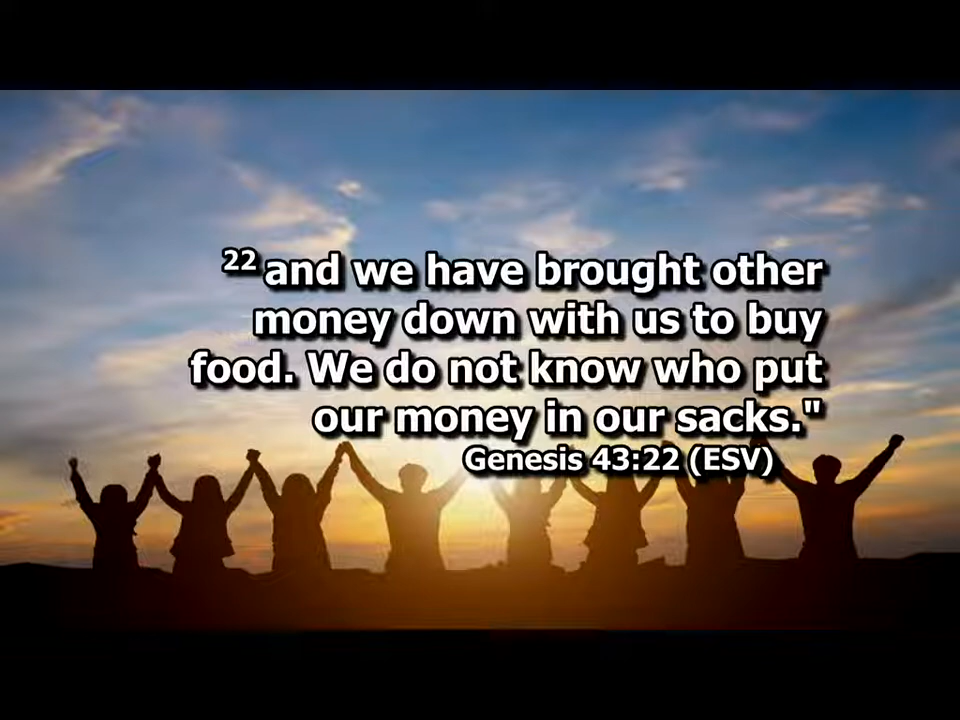 22 and we have brought other
money down with us to buy
food. We do not know who put
our money in our sacks."
Genesis 43:22 (ESV)